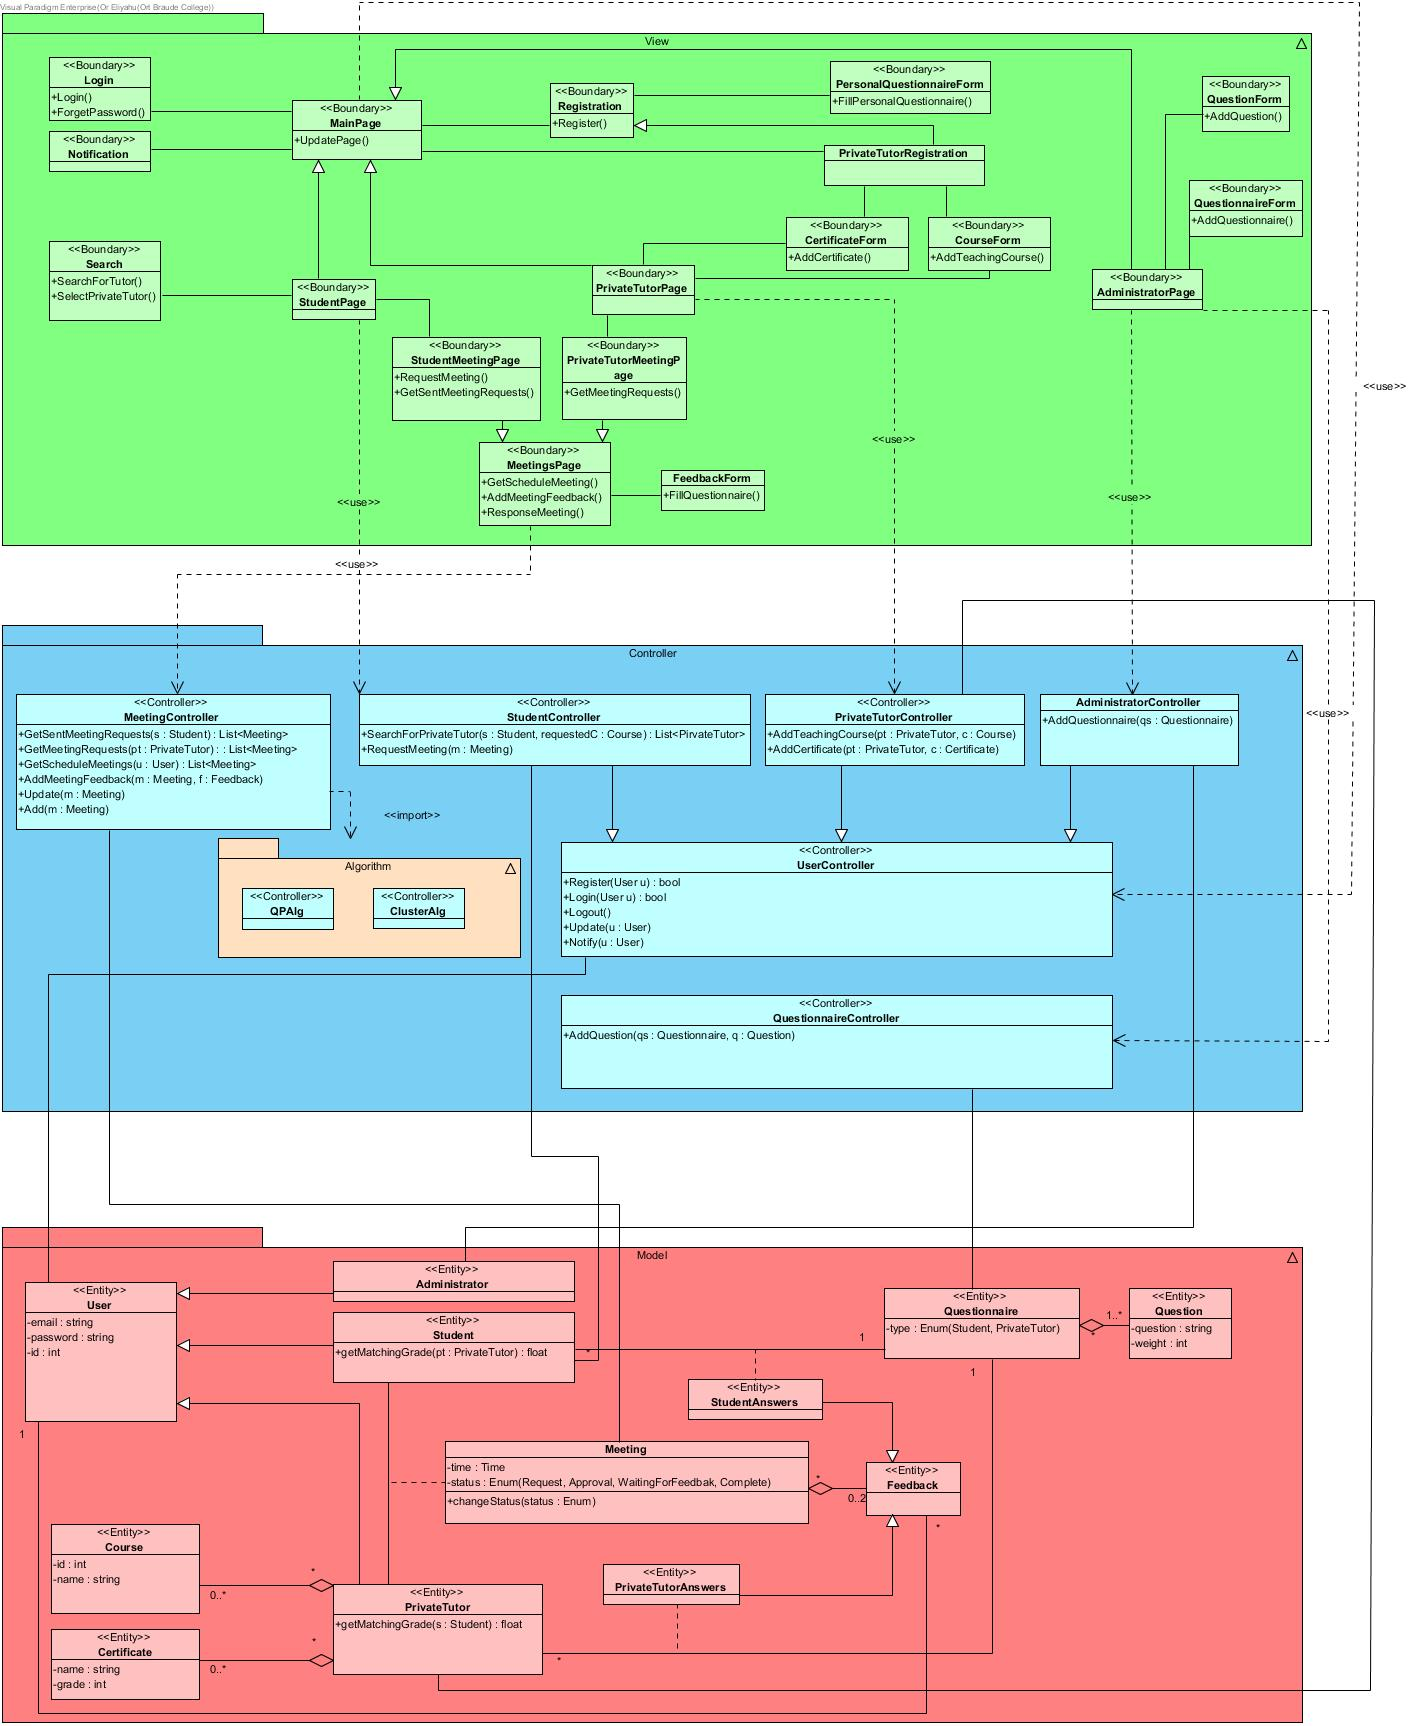 Visual Paradigm Enterprise(Or Eliyahu(Ort Braude College))
View
<<Boundary>>
Login
+Login()
+ForgetPassword()
<<Boundary>>
Notification
<<Boundary>>
MainPage
+UpdatePage()
<<Boundary>>
Registration
+Register()
<<Boundary>>
PersonalQuestionnaireForm
+FillPersonalQuestionnaire()
<<Boundary>>
QuestionForm
+AddQuestion()
PrivateTutorRegistration
<<Boundary>>
QuestionnaireForm
+AddQuestionnaire()
<<Boundary>>
CertificateForm
+AddCertificate()
<<Boundary>>
CourseForm
+AddTeachingCourse()
<<Boundary>>
Search
+SearchForTutor()
+SelectPrivateTutor()
<<Boundary>>
StudentPage
<<Boundary>>
PrivateTutorPage
<<Boundary>>
AdministratorPage
<<Boundary>>
StudentMeetingPage
+RequestMeeting()
+GetSentMeetingRequests()
<<Boundary>>
PrivateTutorMeetingP
age
+GetMeetingRequests()
<<use>>
<<use>>
<<Boundary>>
MeetingsPage
+GetScheduleMeeting()
+AddMeetingFeedback()
+ResponseMeeting()
FeedbackForm
+FillQuestionnaire()
<<use>>
<<use>>
<<use>>
Controller
<<Controller>>
MeetingController
+GetSentMeetingRequests(s : Student) : List<Meeting>
+GetMeetingRequests(pt : PrivateTutor) : : List<Meeting>
+GetScheduleMeetings(u : User) : List<Meeting>
+AddMeetingFeedback(m : Meeting, f : Feedback)
+Update(m : Meeting)
+Add(m : Meeting)
<<Controller>>
StudentController
+SearchForPrivateTutor(s : Student, requestedC : Course) : List<PirvateTutor>
+RequestMeeting(m : Meeting)
<<Controller>>
PrivateTutorController
+AddTeachingCourse(pt : PrivateTutor, c : Course)
+AddCertificate(pt : PrivateTutor, c : Certificate)
AdministratorController
+AddQuestionnaire(qs : Questionnaire)
<<use>>
<<import>>
Algorithm
<<Controller>>
QPAlg
<<Controller>>
ClusterAlg
<<Controller>>
UserController
+Register(User u) : bool
+Login(User u) : bool
+Logout()
+Update(u : User)
+Notify(u : User)
<<Controller>>
QuestionnaireController
+AddQuestion(qs : Questionnaire, q : Question)
Model
<<Entity>>
User
-email : string
-password : string
-id : int
1
<<Entity>>
Administrator
<<Entity>>
Student
+getMatchingGrade(pt : PrivateTutor) : float
*
1
<<Entity>>
Questionnaire
-type : Enum(Student, PrivateTutor)
1
1..*
*
<<Entity>>
Question
-question : string
-weight : int
<<Entity>>
StudentAnswers
Meeting
-time : Time
-status : Enum(Request, Approval, WaitingForFeedbak, Complete)
+changeStatus(status : Enum)
*
0..2
<<Entity>>
Feedback
*
<<Entity>>
Course
-id : int
-name : string
*
0..*
<<Entity>>
PrivateTutorAnswers
<<Entity>>
PrivateTutor
+getMatchingGrade(s : Student) : float
*
<<Entity>>
Certificate
-name : string
-grade : int
*
0..*